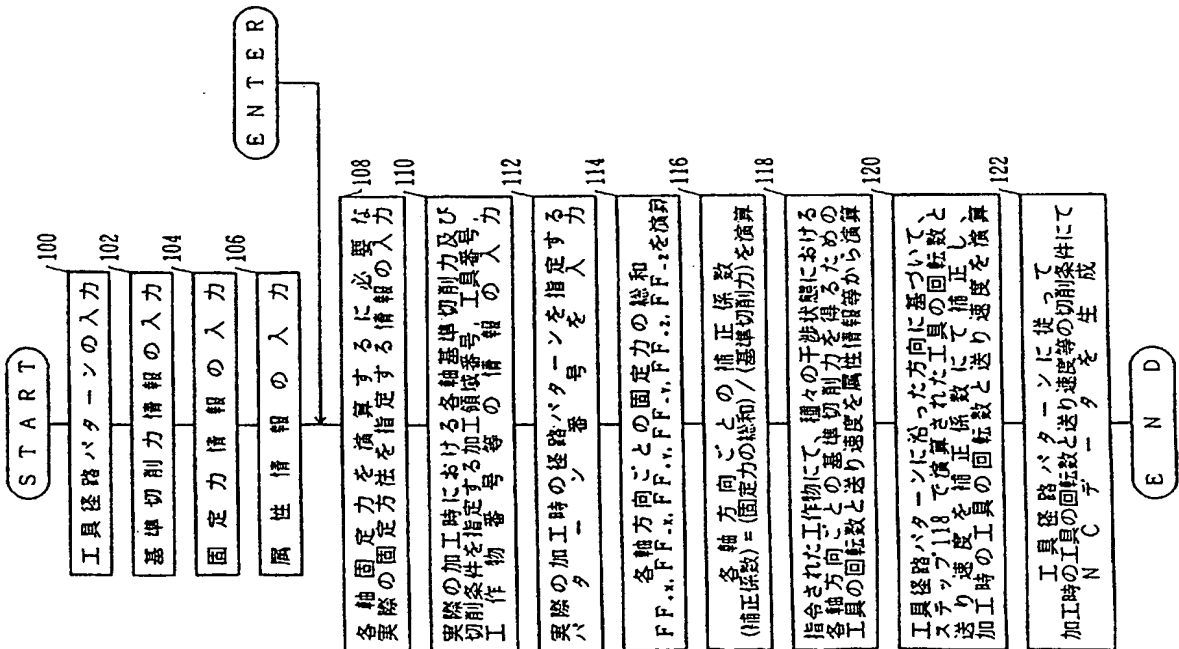 START
100
工具径路パターンの入力
102
基準切削力情報の入力
104
固定力情報の入力
106
属性情報の入力
ENTER
108
各軸固定力を演算するに必要な
実際の固定方法を指定する情報の入力
110
実際の加工時における各軸基準切削力及び
切削条件を指定する加工領域番号，工具番号，
工作物番号等の情報の入力
112
実際の加工時の径路パターンを指定する
パターン番号を入力
114
各軸方向ごとの固定力の総和
FF+x，FF-x，FF+y，FF-y，FF+z，FF-zを演算
116
各軸方向ごとの補正係数
(補正係数)=(固定力の総和)/(基準切削力)を演算
118
指令された工作物にて、種々の干渉状態における
各軸方向ごとの基準切削力を得るための
工具の回転数と送り速度を属性情報等から演算
120
工具径路パターンに沿った方向に基づいて、
ステップ118で演算された工具の回転数と
送り速度を補正係数にて補正し、
加工時の工具の回転数と送り速度を演算
122
工具径路パターンに従って
加工時の工具の回転数と送り速度等の切削条件にて
NCデータを生成
END